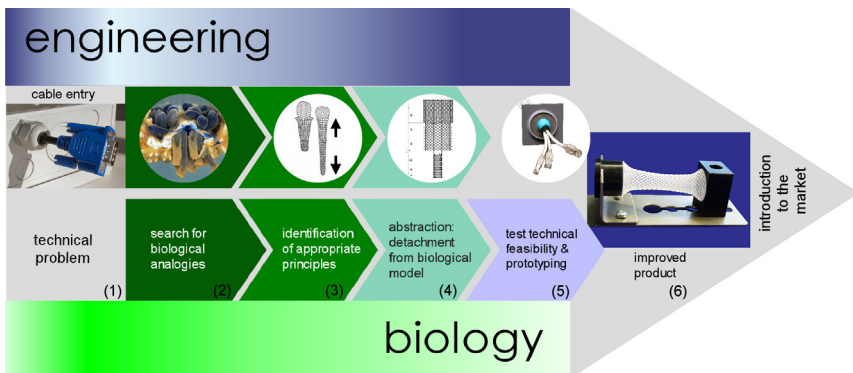 engineering
cable entry
technical
problem
(1)
search for
biological
analogies
(2)
identification
of appropriate
principles
(3)
abstraction:
detachment
from biological
model
(4)
test technical
feasibility &
prototyping
(5)
improved
product
(6)
introduction
to the
market
biology